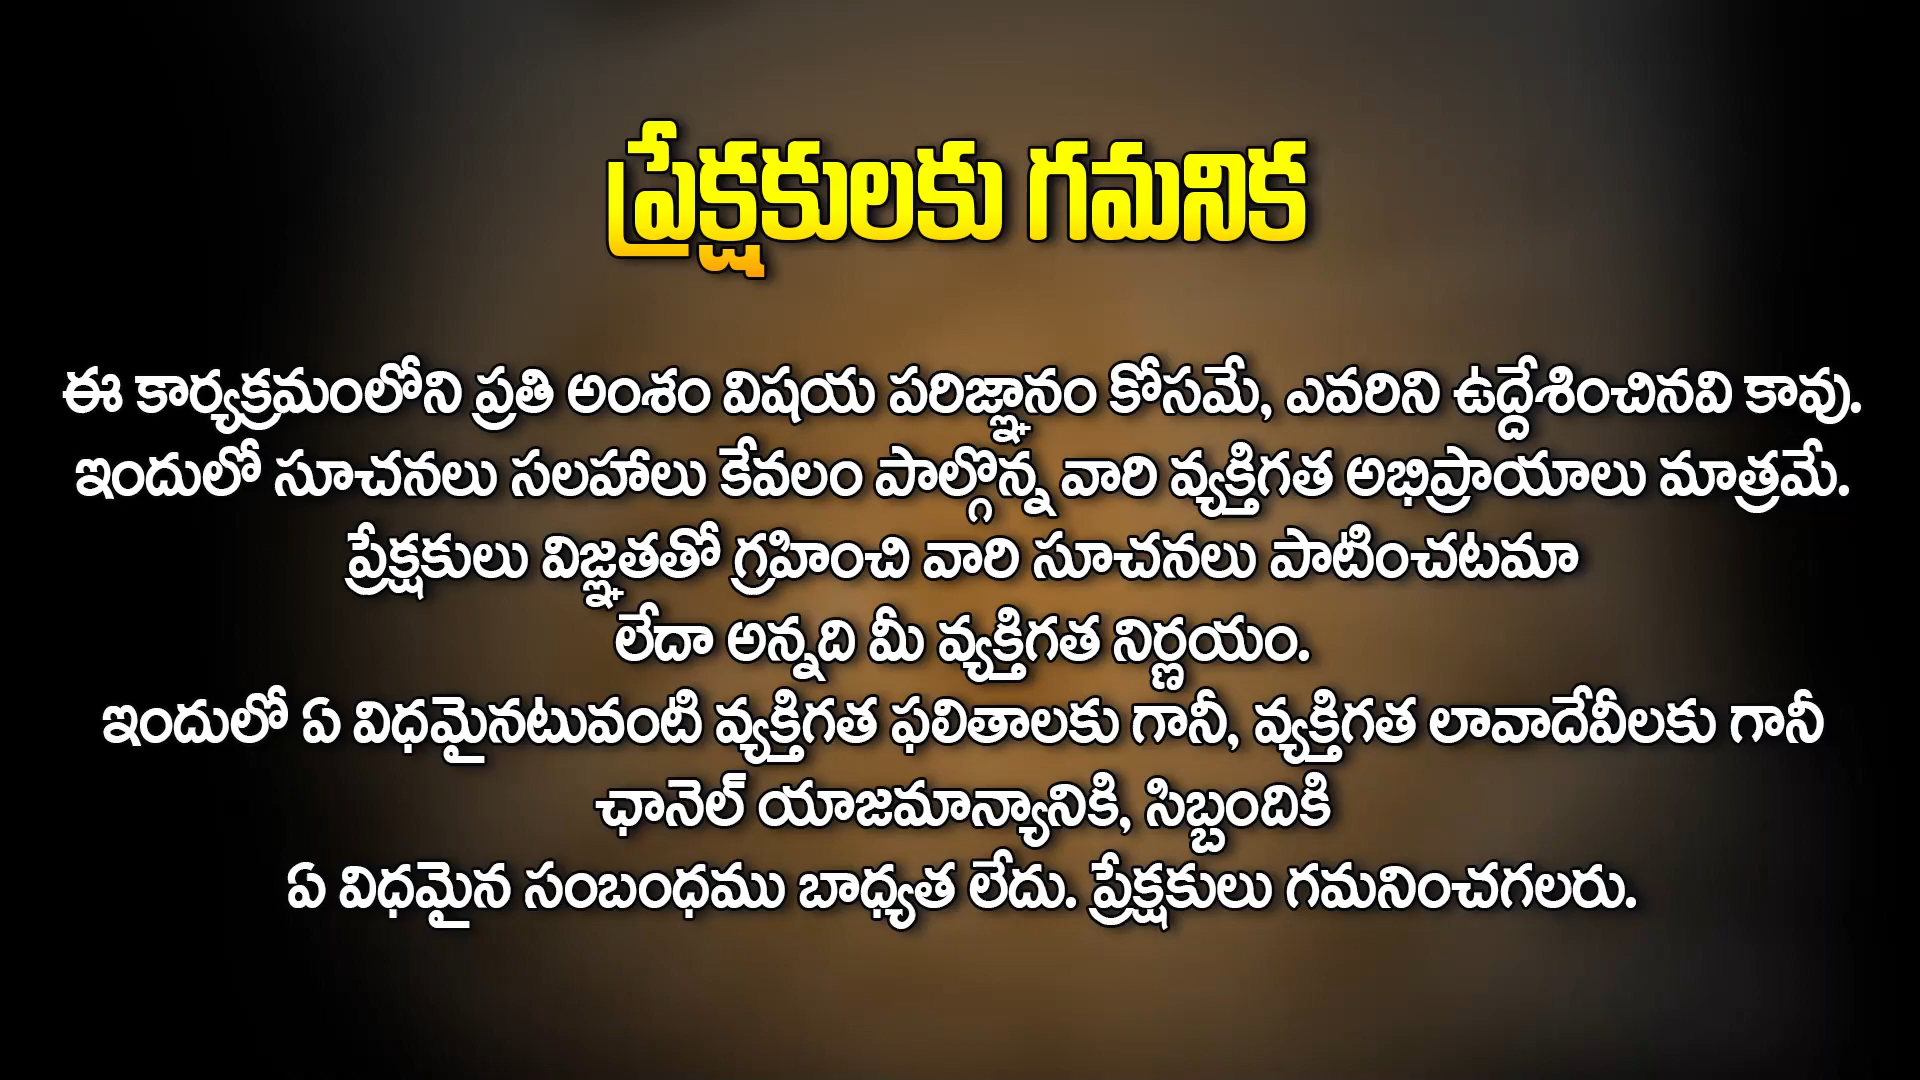 ప్రేక్షకులకు గమనిక
ఈ కార్యక్రమంలోని ప్రతి అంశం విషయ పరిజ్ఞానం కోసమే, ఎవరిని ఉద్దేశించినవి కావు.
ఇందులో సూచనలు సలహాలు కేవలం పాల్గొన్న వారి వ్యక్తిగత అభిప్రాయాలు మాత్రమే.
ప్రేక్షకులు విజ్ఞతతో గ్రహించి వారి సూచనలు పాటించటమా
లేదా అన్నది మీ వ్యక్తిగత నిర్ణయం.
ఇందులో ఏ విధమైనటువంటి వ్యక్తిగత ఫలితాలకు గానీ, వ్యక్తిగత లావాదేవీలకు గానీ
ఛానెల్ యాజమాన్యానికి, సిబ్బందికి
ఏ విధమైన సంబంధము బాధ్యత లేదు. ప్రేక్షకులు గమనించగలరు.